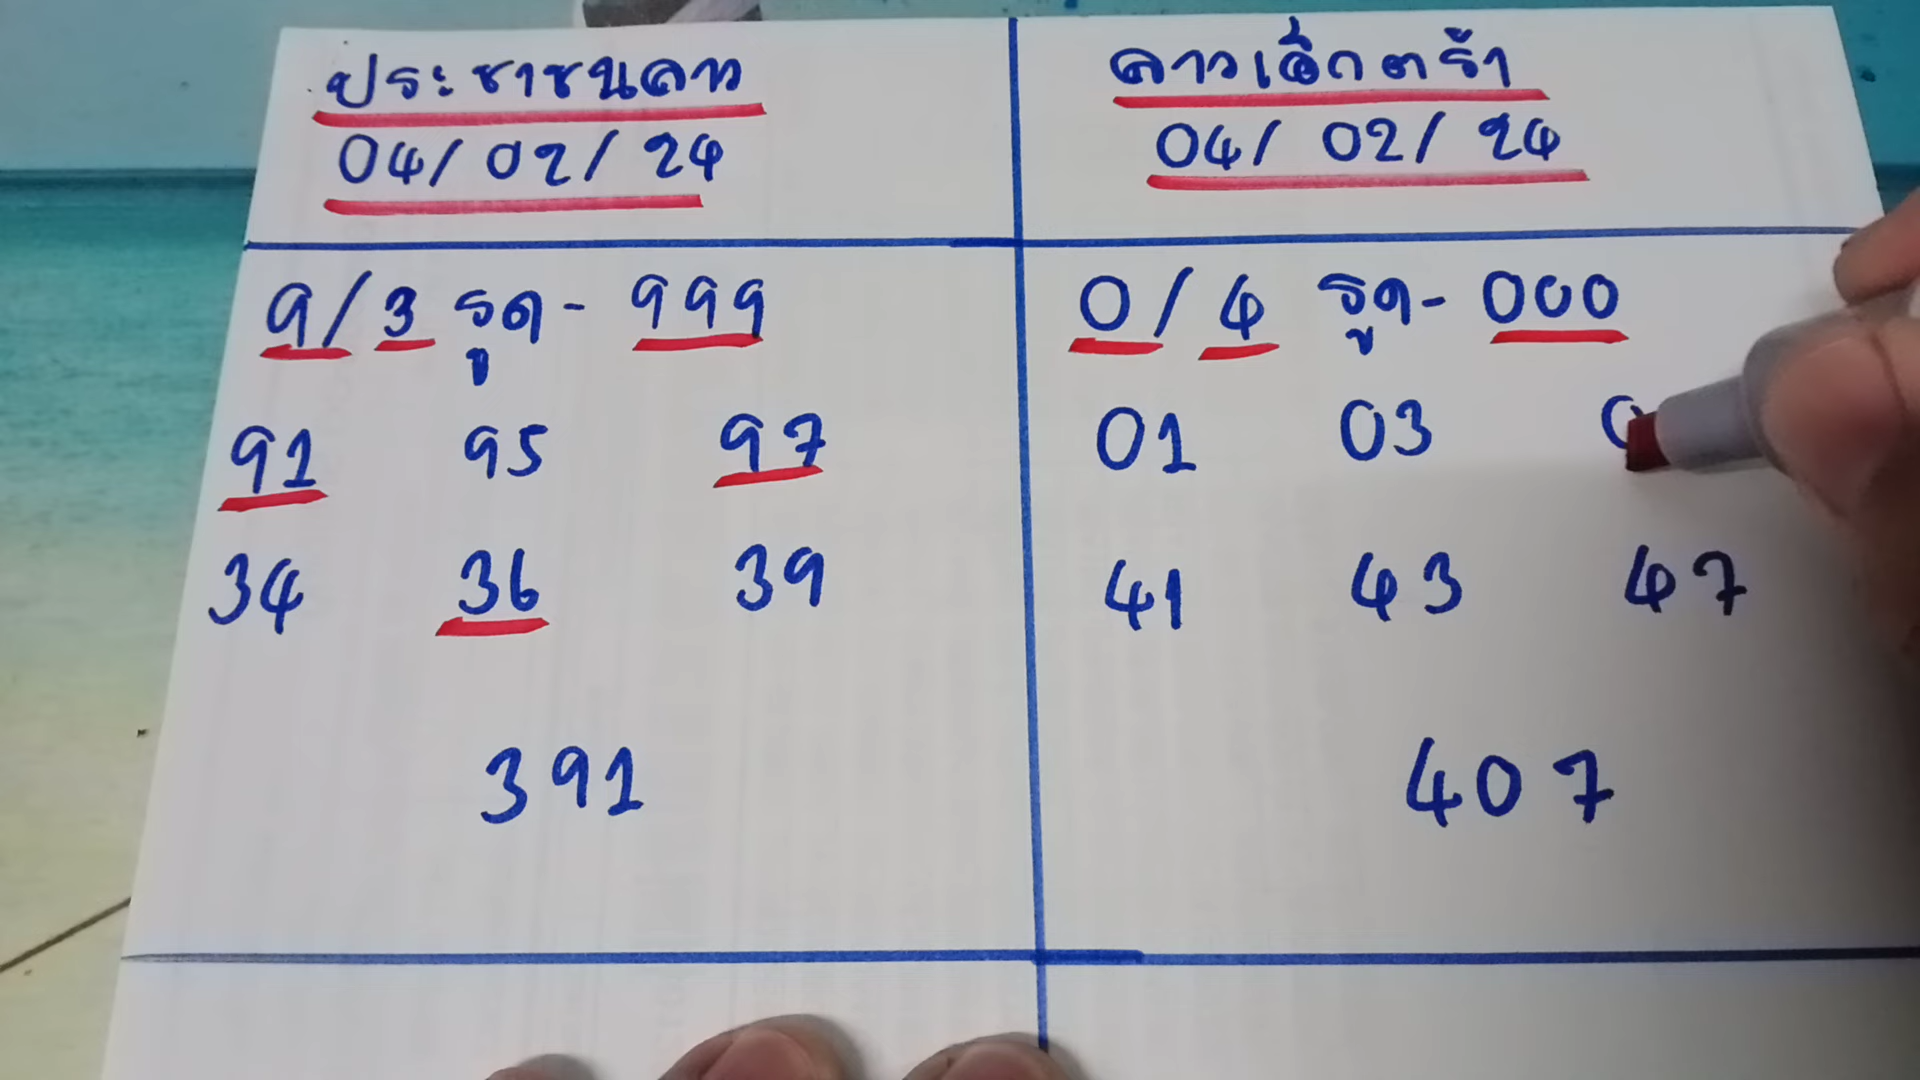 ประชาชนลาว
04/02/24
9/3 รูด - 999
91 95 97
34 36 39
391
ลาวเอ็กตร้า
04/02/24
0/4 รูด - 000
01 03
41 43 47
407